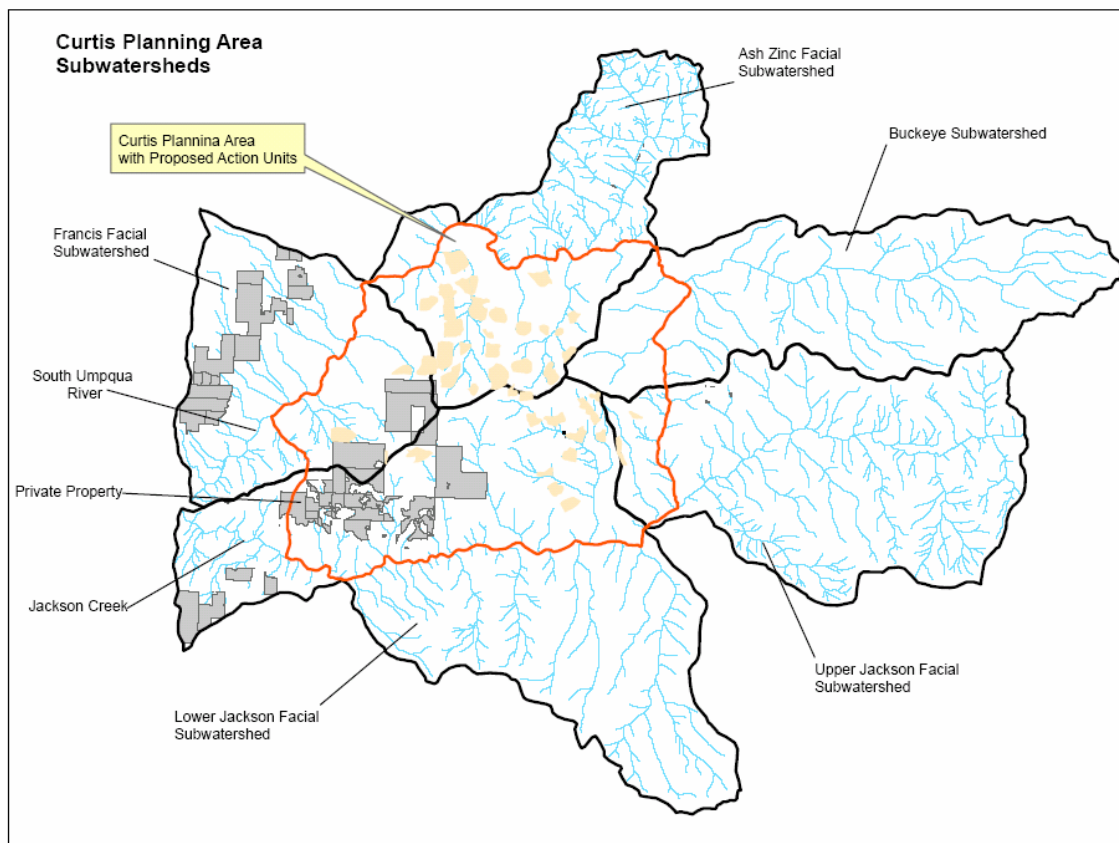 Curtis Planning Area
Subwatersheds
Ash Zinc Facial
Subwatershed
Curtis Plannina Area
with Proposed Action Units
Buckeye Subwatershed
Francis Facial
Subwatershed
South Umpqua
River
Private Property
Jackson Creek
Lower Jackson Facial
Subwatershed
Upper Jackson Facial
Subwatershed